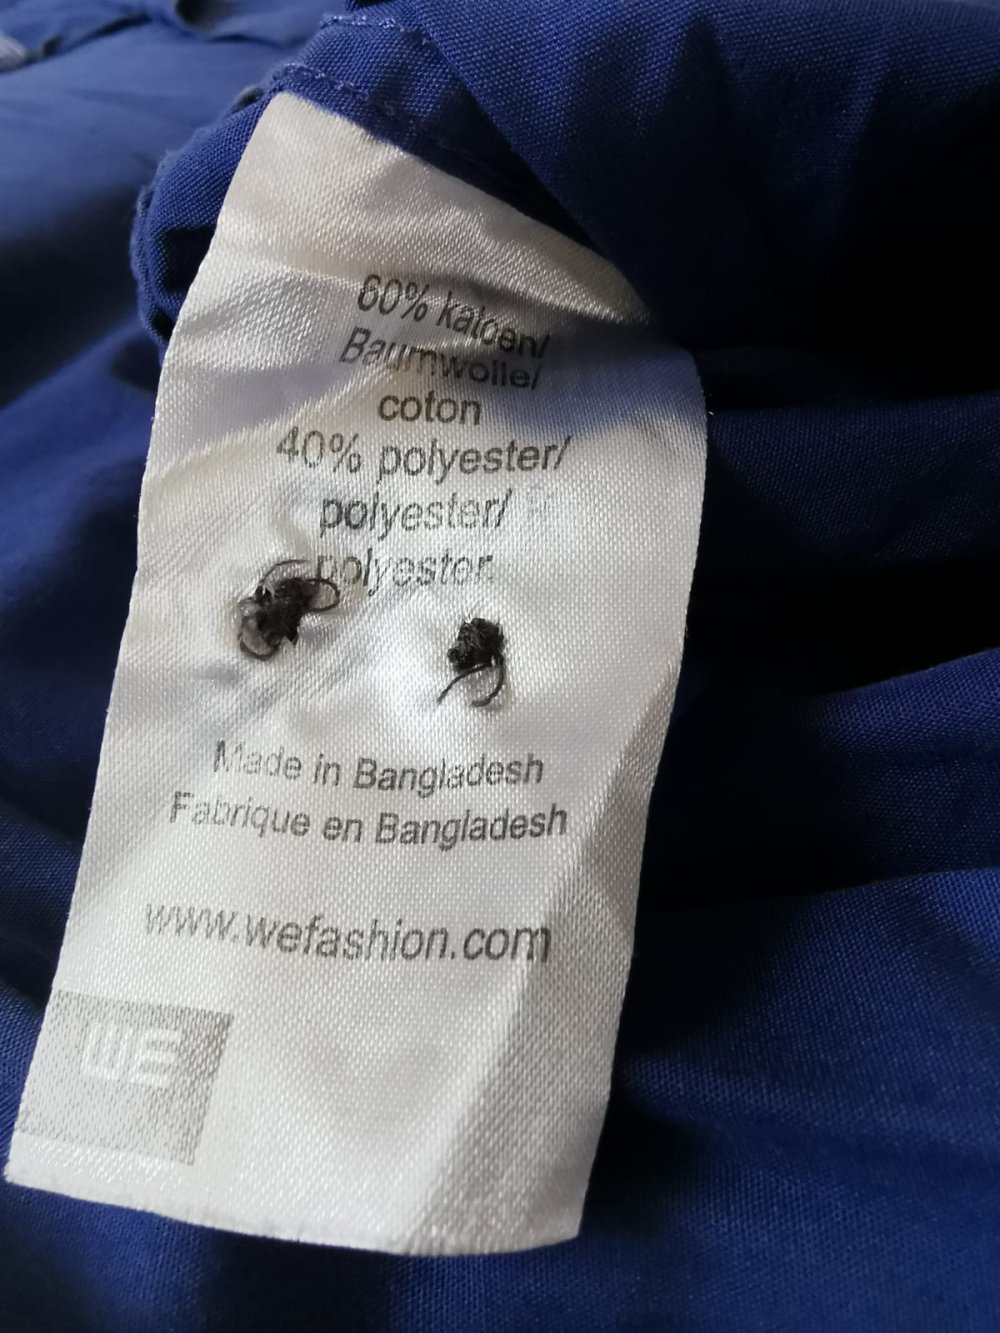 60% katoen/
Baumwolle/
coton
40% polyester/
polyester/
polyester
Made in Bangladesh
Fabrique en Bangladesh
www.wefashion.com
WE